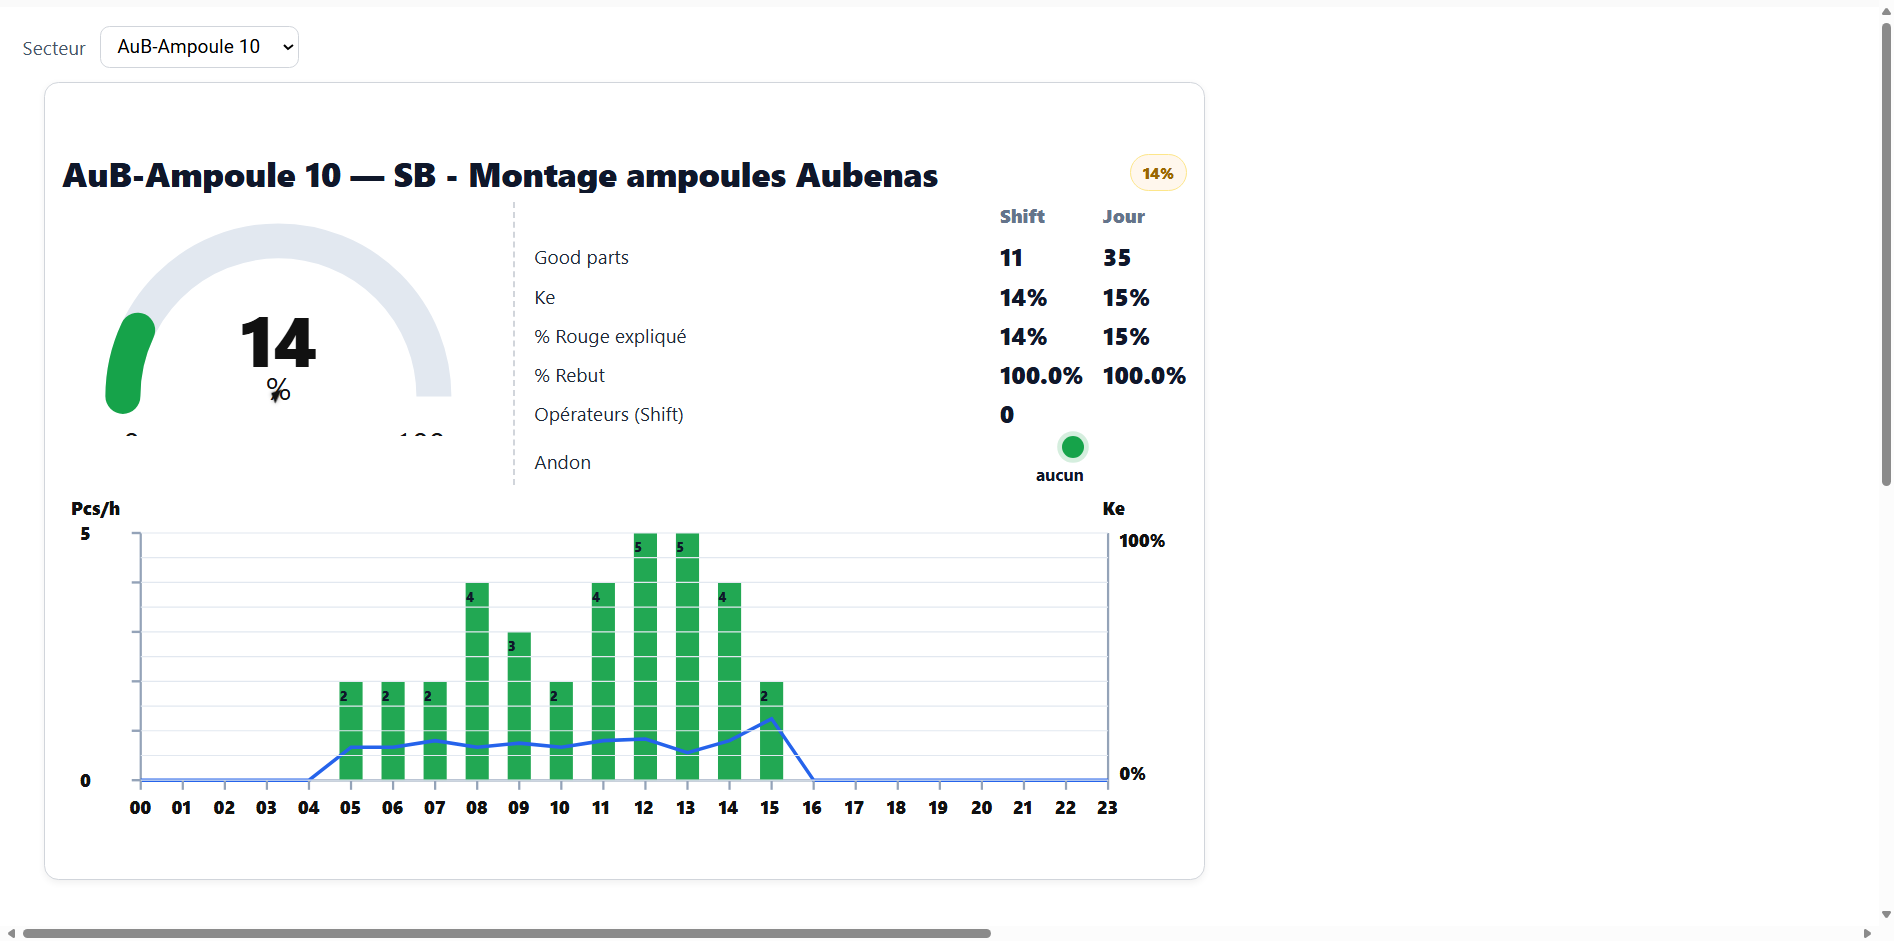 Secteur AuB-Ampoule 10
AuB-Ampoule 10 — SB - Montage ampoules Aubenas 14%
Shift Jour
Good parts 11 35
Ke 14% 15%
% Rouge expliqué 14% 15%
% Rebut 100.0% 100.0%
Opérateurs (Shift) 0
Andon aucun
14
%
Pcs/h Ke
5 100%
5 5
4 4 4
3
2 2 2 2 2
0 0%
00 01 02 03 04 05 06 07 08 09 10 11 12 13 14 15 16 17 18 19 20 21 22 23